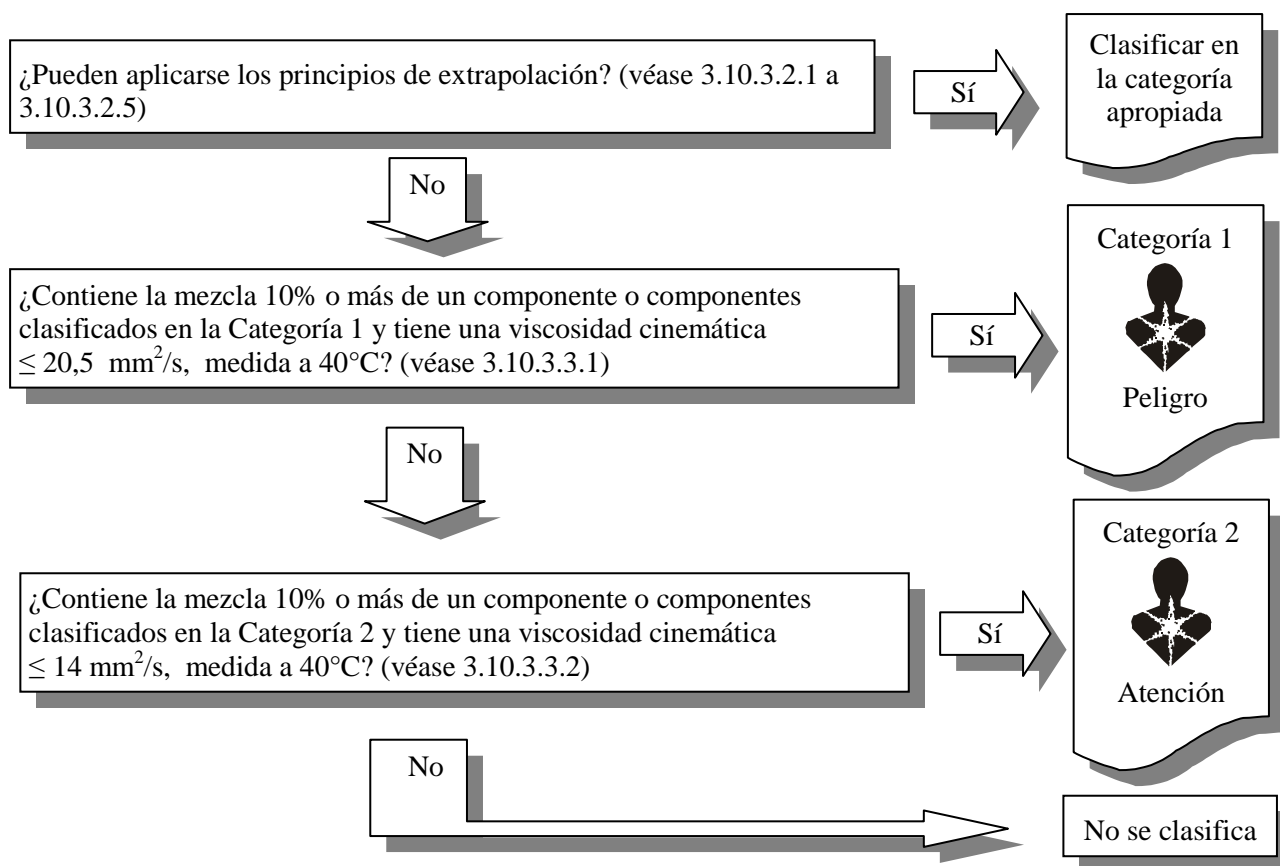 ¿Pueden aplicarse los principios de extrapolación? (véase 3.10.3.2.1 a
3.10.3.2.5)
Sí
Clasificar en
la categoría
apropiada
No
¿Contiene la mezcla 10% o más de un componente o componentes
clasificados en la Categoría 1 y tiene una viscosidad cinemática
≤ 20,5 mm²/s, medida a 40°C? (véase 3.10.3.3.1)
Sí
Categoría 1
Peligro
No
¿Contiene la mezcla 10% o más de un componente o componentes
clasificados en la Categoría 2 y tiene una viscosidad cinemática
≤ 14 mm²/s, medida a 40°C? (véase 3.10.3.3.2)
Sí
Categoría 2
Atención
No
No se clasifica